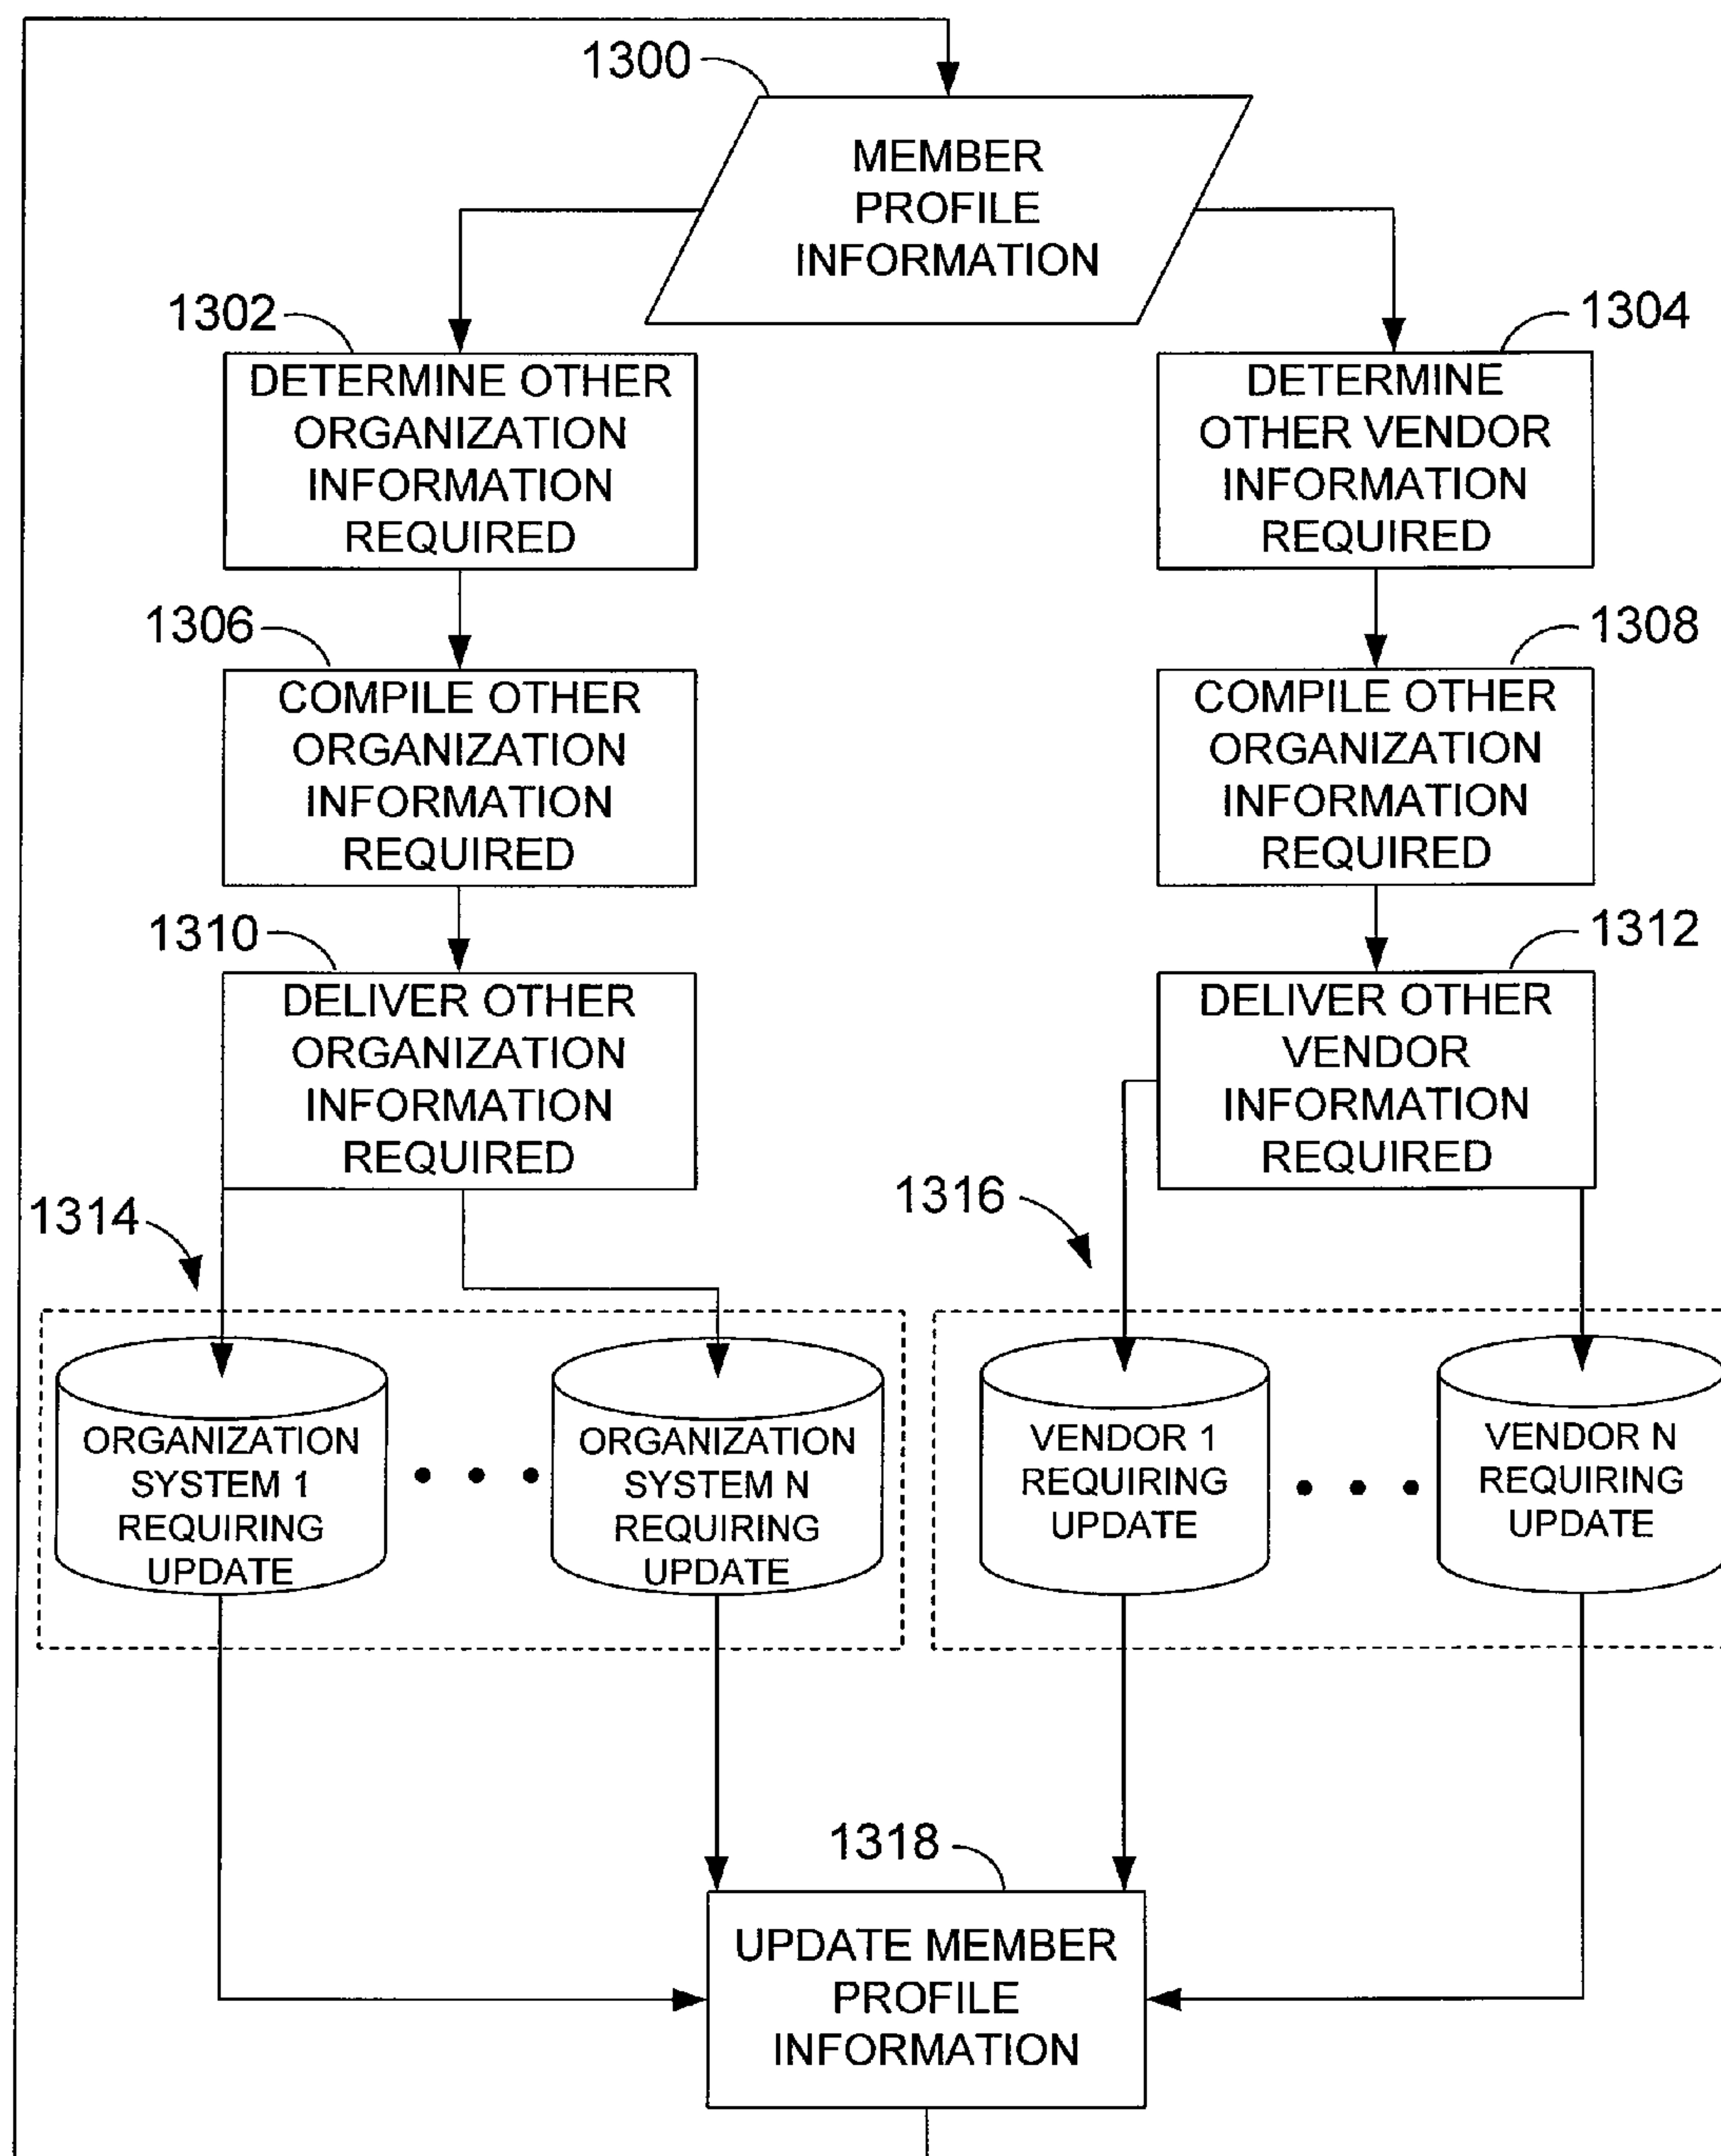 1300
MEMBER
PROFILE
INFORMATION
1302
DETERMINE OTHER
ORGANIZATION
INFORMATION
REQUIRED
1304
DETERMINE
OTHER VENDOR
INFORMATION
REQUIRED
1306
COMPILE OTHER
ORGANIZATION
INFORMATION
REQUIRED
1308
COMPILE OTHER
ORGANIZATION
INFORMATION
REQUIRED
1310
DELIVER OTHER
ORGANIZATION
INFORMATION
REQUIRED
1312
DELIVER OTHER
VENDOR
INFORMATION
REQUIRED
1314
ORGANIZATION
SYSTEM 1
REQUIRING
UPDATE
ORGANIZATION
SYSTEM N
REQUIRING
UPDATE
1316
VENDOR 1
REQUIRING
UPDATE
VENDOR N
REQUIRING
UPDATE
1318
UPDATE MEMBER
PROFILE
INFORMATION